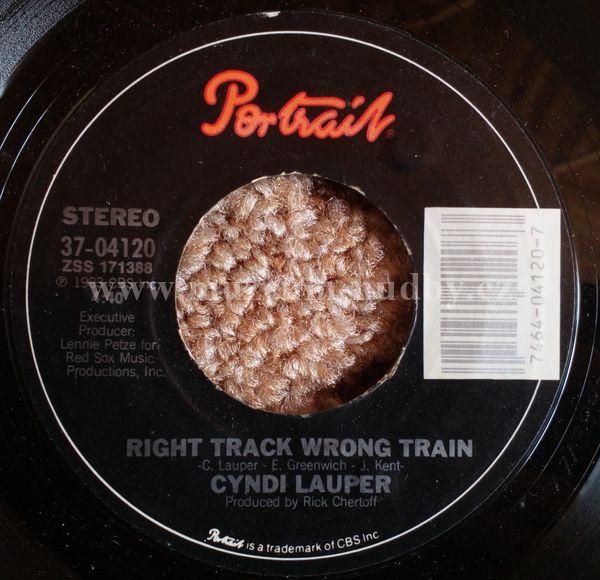 Portrait®
STEREO
37-04120
ZSS 171388
℗ CBS Inc.
Executive
Producer:
Lennie Petze for
Red Sox Music
Productions, Inc.
7464-04120-7
RIGHT TRACK WRONG TRAIN
-C. Lauper - E. Greenwich - J. Kent-
CYNDI LAUPER
Produced by Rick Chertoff
Portrait is a trademark of CBS Inc